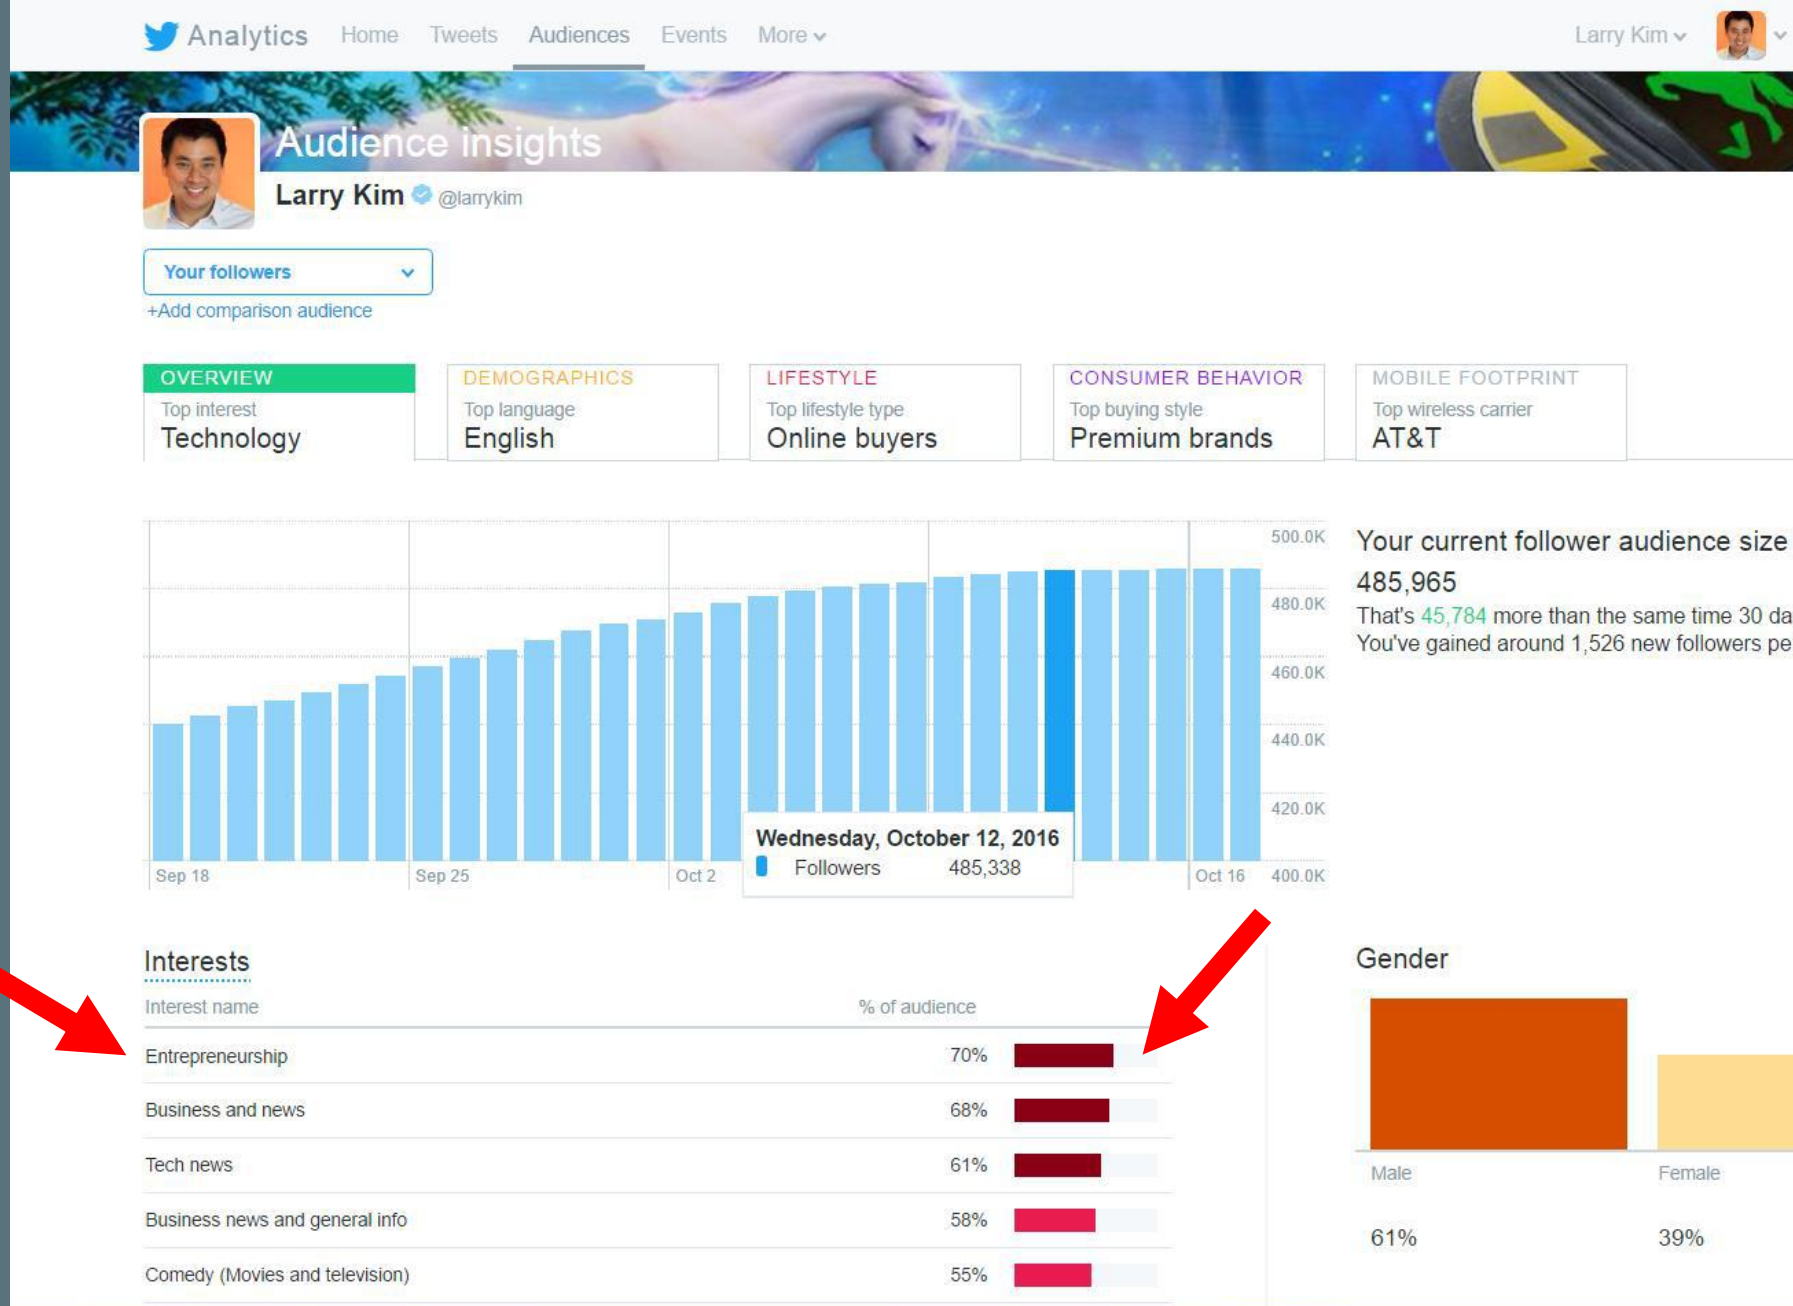 Analytics Home Tweets Audiences Events More Larry Kim
Audience insights
Larry Kim @larrykim
Your followers
+Add comparison audience
OVERVIEW
Top interest
Technology
DEMOGRAPHICS
Top language
English
LIFESTYLE
Top lifestyle type
Online buyers
CONSUMER BEHAVIOR
Top buying style
Premium brands
MOBILE FOOTPRINT
Top wireless carrier
AT&T
500.0K
480.0K
460.0K
440.0K
420.0K
400.0K
Sep 18 Sep 25 Oct 2 Oct 16
Wednesday, October 12, 2016
Followers 485,338
Your current follower audience size
485,965
That's 45,784 more than the same time 30 da
You've gained around 1,526 new followers pe
Interests
Interest name % of audience
Entrepreneurship 70%
Business and news 68%
Tech news 61%
Business news and general info 58%
Comedy (Movies and television) 55%
Gender
Male Female
61% 39%